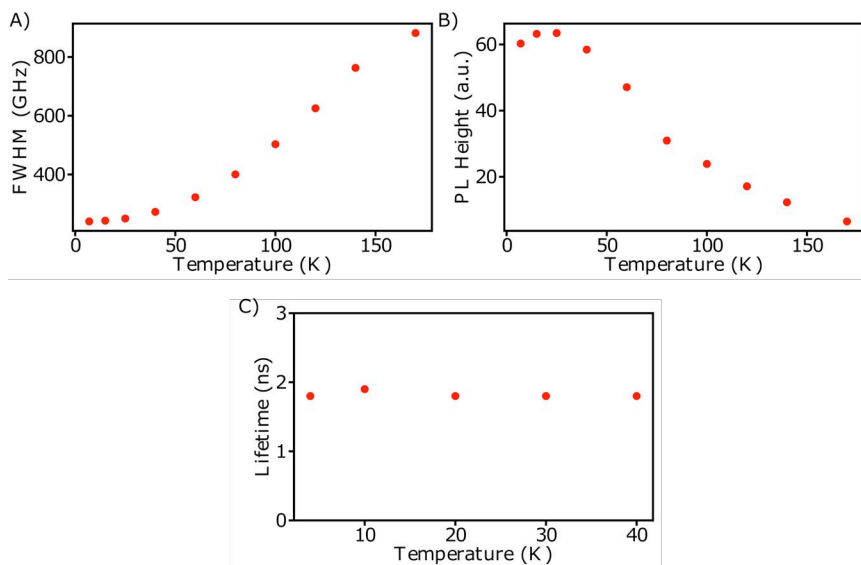 A)
FWHM (GHz)
800
600
400
0
50
100
150
Temperature (K)
B)
PL Height (a.u.)
60
40
20
0
50
100
150
Temperature (K)
C)
Lifetime (ns)
3
2
1
0
10
20
30
40
Temperature (K)